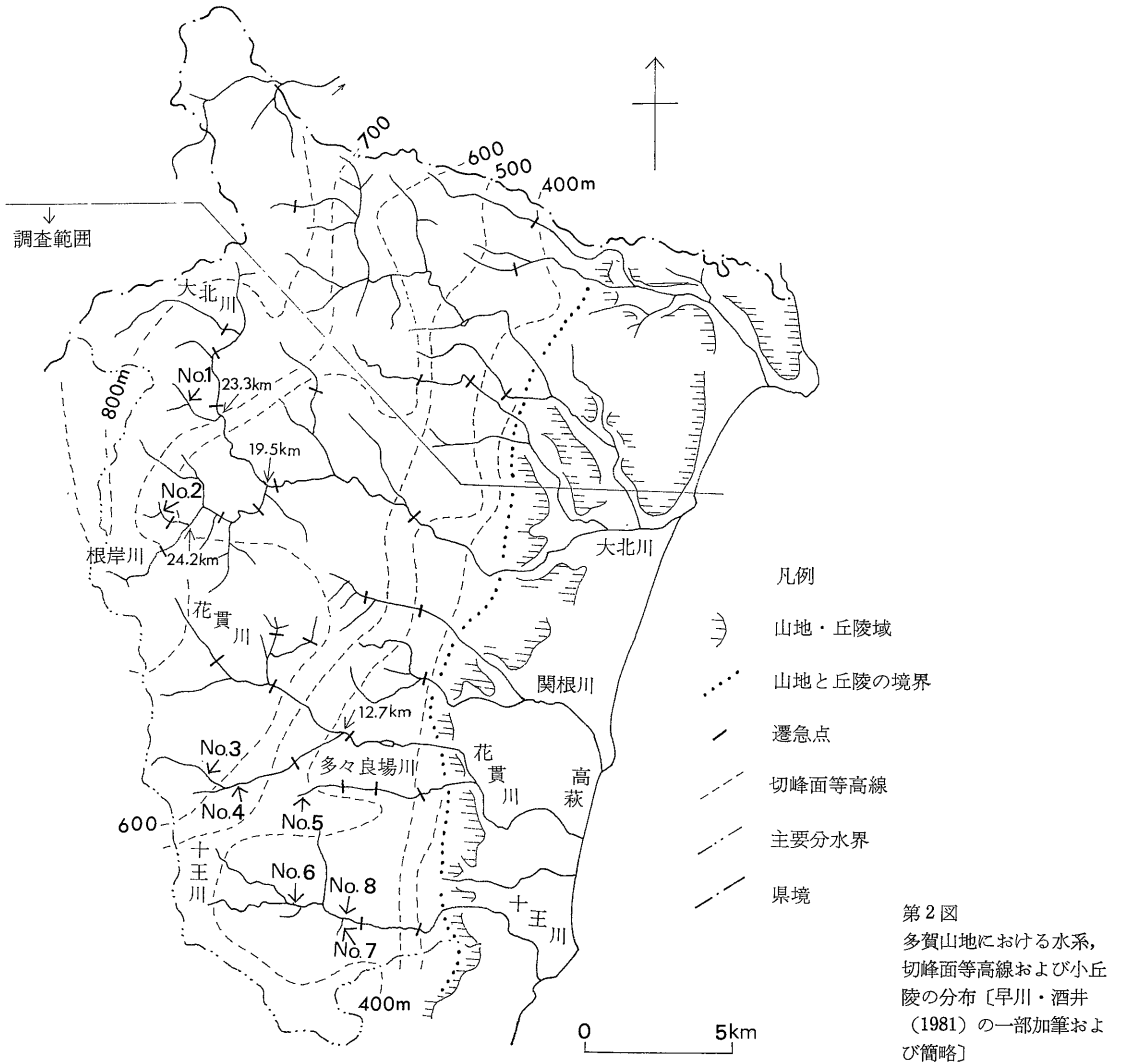 700
600
500
400m
調査範囲
大北川
800m
No.1
23.3km
19.5km
No.2
根岸川
24.2km
大北川
花貫川
関根川
12.7km
No.3
多々良場川
花貫川
高萩
No.4
No.5
600
十王川
No.6
No.8
No.7
十王川
400m
0 5km
凡例
山地・丘陵域
山地と丘陵の境界
遷急点
切峰面等高線
主要分水界
県境
第2図
多賀山地における水系,
切峰面等高線および小丘
陵の分布〔早川・酒井
(1981)の一部加筆およ
び簡略〕